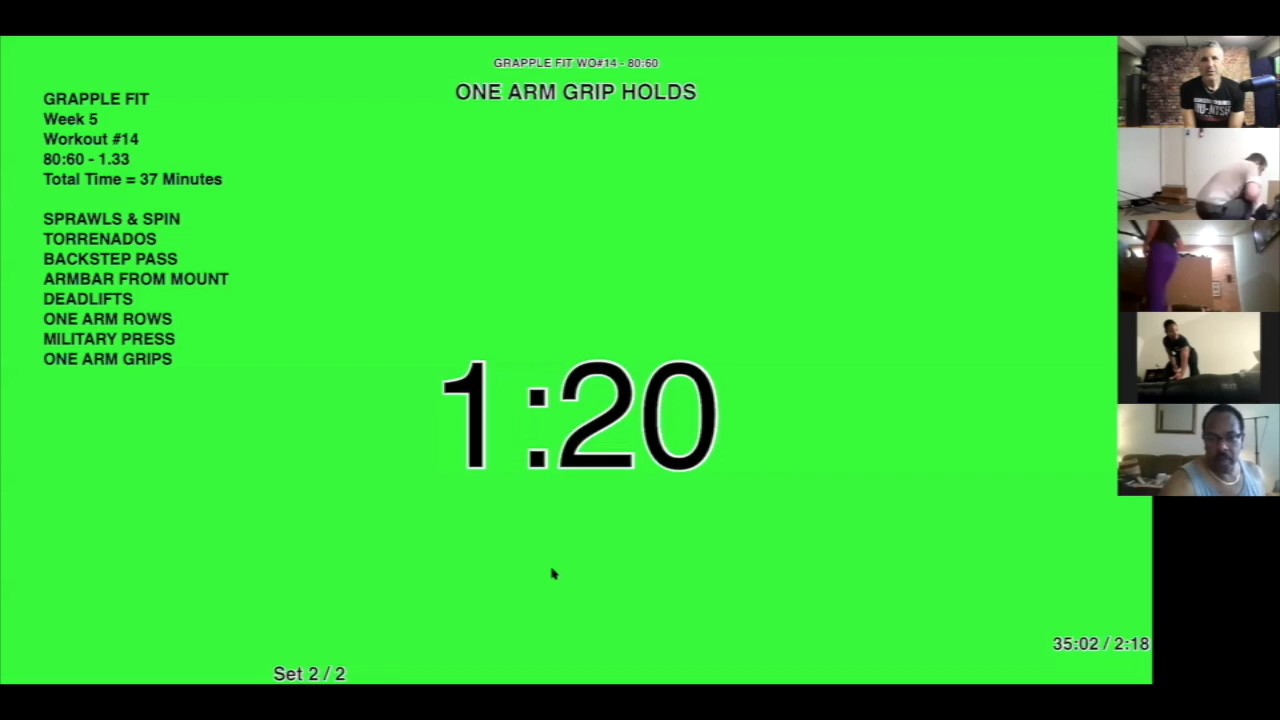 GRAPPLE FIT WO#14 - 80:60
ONE ARM GRIP HOLDS
GRAPPLE FIT
Week 5
Workout #14
80:60 - 1.33
Total Time = 37 Minutes
SPRAWLS & SPIN
TORRENADOS
BACKSTEP PASS
ARMBAR FROM MOUNT
DEADLIFTS
ONE ARM ROWS
MILITARY PRESS
ONE ARM GRIPS
1:20
35:02 / 2:18
Set 2 / 2